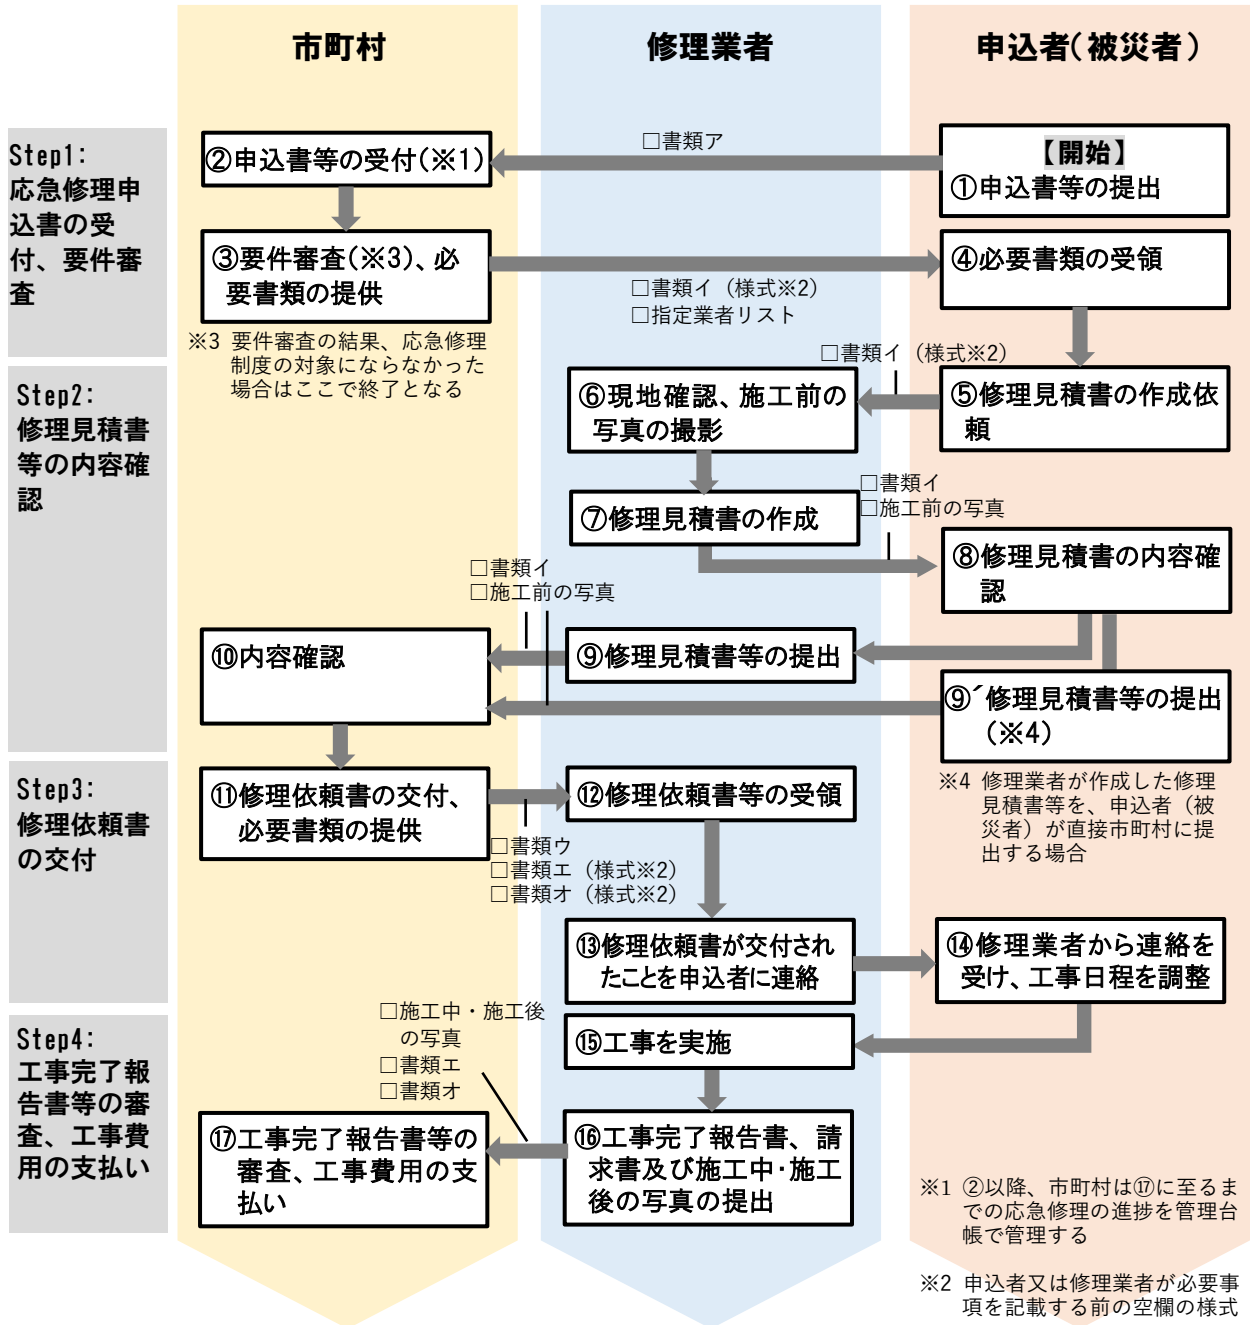 市町村
修理業者
申込者(被災者)
Step1:
応急修理申
込書の受
付、要件審
査
②申込書等の受付(※1)
□書類ア
【開始】
①申込書等の提出
③要件審査(※3)、必
要書類の提供
□書類イ（様式※2）
□指定業者リスト
④必要書類の受領
※3 要件審査の結果、応急修理
制度の対象にならなかった
場合はここで終了となる
Step2:
修理見積書
等の内容確
認
□書類イ（様式※2）
⑥現地確認、施工前の
写真の撮影
⑤修理見積書の作成依
頼
⑦修理見積書の作成
□書類イ
□施工前の写真
⑧修理見積書の内容確
認
□書類イ
□施工前の写真
⑩内容確認
⑨修理見積書等の提出
⑨´修理見積書等の提出
(※4)
※4 修理業者が作成した修理
見積書等を、申込者（被
災者）が直接市町村に提
出する場合
Step3:
修理依頼書
の交付
⑪修理依頼書の交付、
必要書類の提供
⑫修理依頼書等の受領
□書類ウ
□書類エ（様式※2）
□書類オ（様式※2）
⑬修理依頼書が交付され
たことを申込者に連絡
⑭修理業者から連絡を
受け、工事日程を調整
Step4:
工事完了報
告書等の審
査、工事費
用の支払い
□施工中・施工後
の写真
□書類エ
□書類オ
⑮工事を実施
⑰工事完了報告書等の
審査、工事費用の支
払い
⑯工事完了報告書、請
求書及び施工中・施工
後の写真の提出
※1 ②以降、市町村は⑰に至るま
での応急修理の進捗を管理台
帳で管理する
※2 申込者又は修理業者が必要事
項を記載する前の空欄の様式